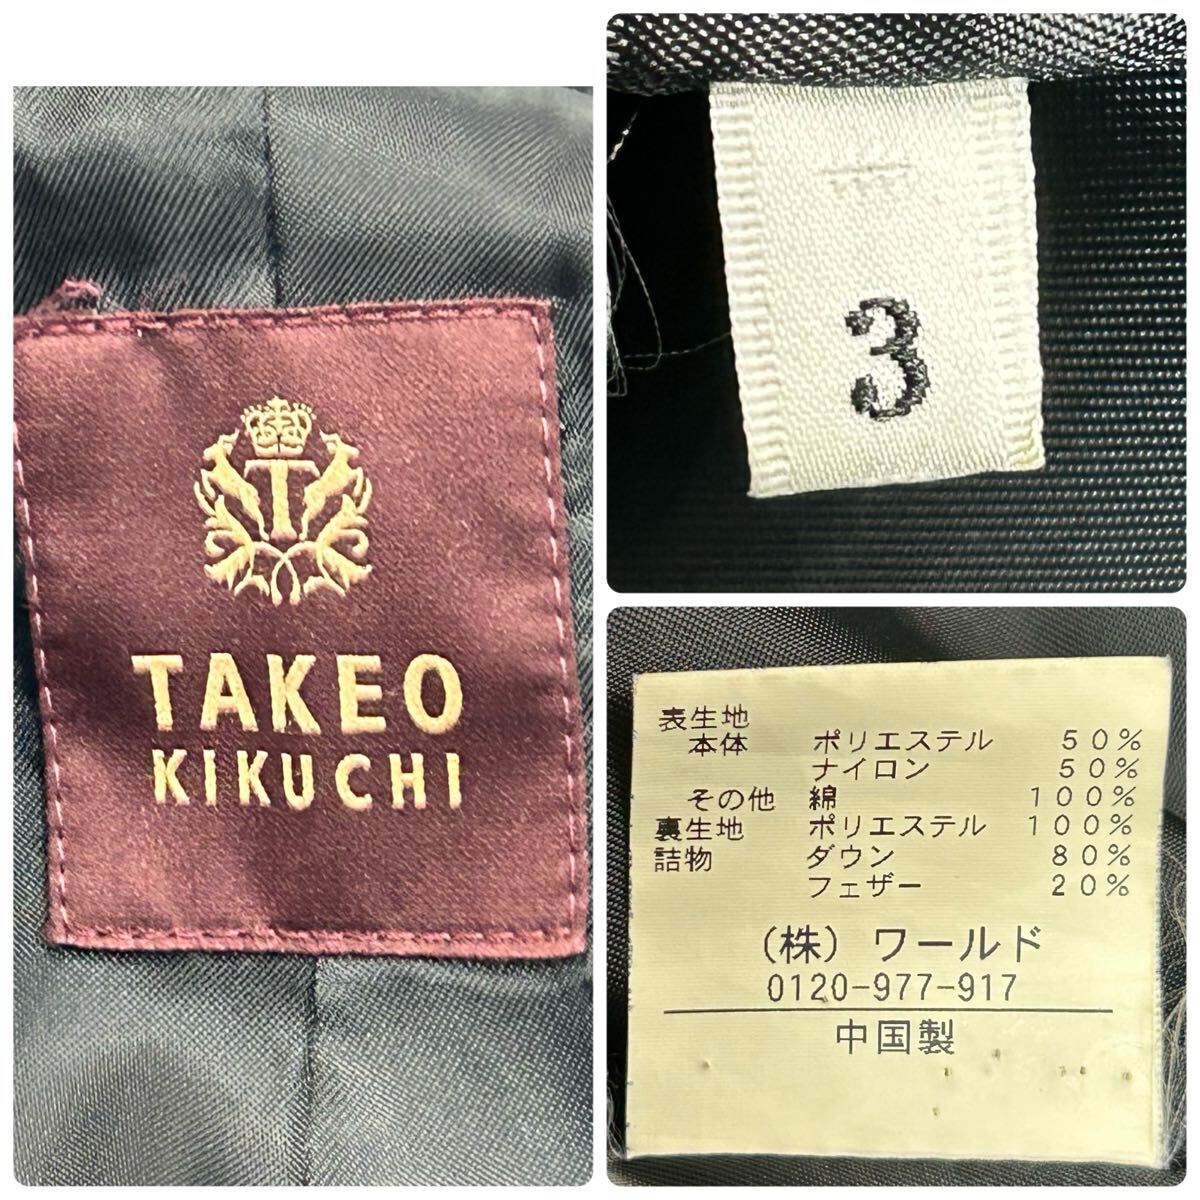 T
TAKEO
KIKUCHI
3
表生地
本体 ポリエステル 50%
ナイロン 50%
その他 綿 100%
裏生地 ポリエステル 100%
詰物 ダウン 80%
フェザー 20%
(株) ワールド
0120-977-917
中国製